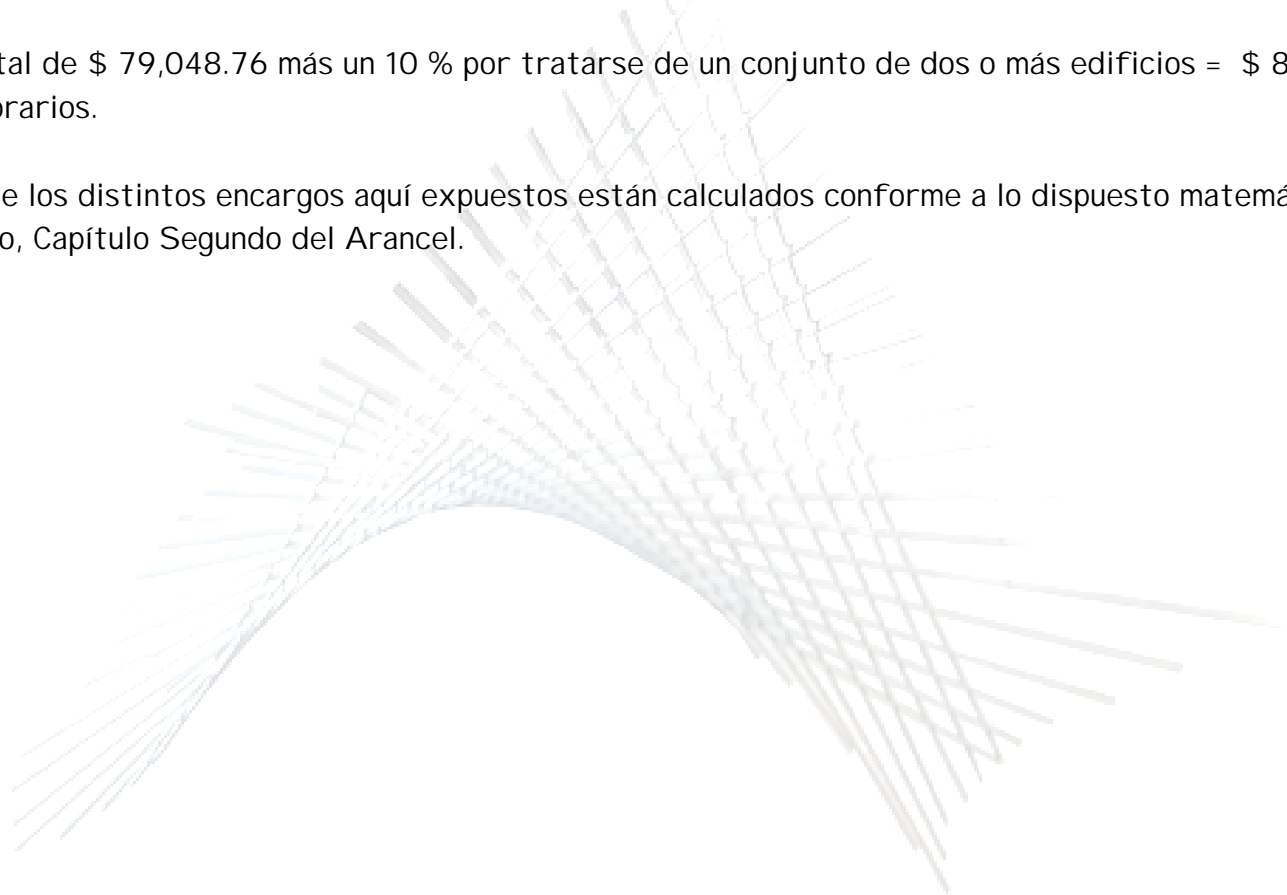 tal de $ 79,048.76 más un 10 % por tratarse de un conjunto de dos o más edificios = $ 8
orarios.
e los distintos encargos aquí expuestos están calculados conforme a lo dispuesto matemá
o, Capítulo Segundo del Arancel.